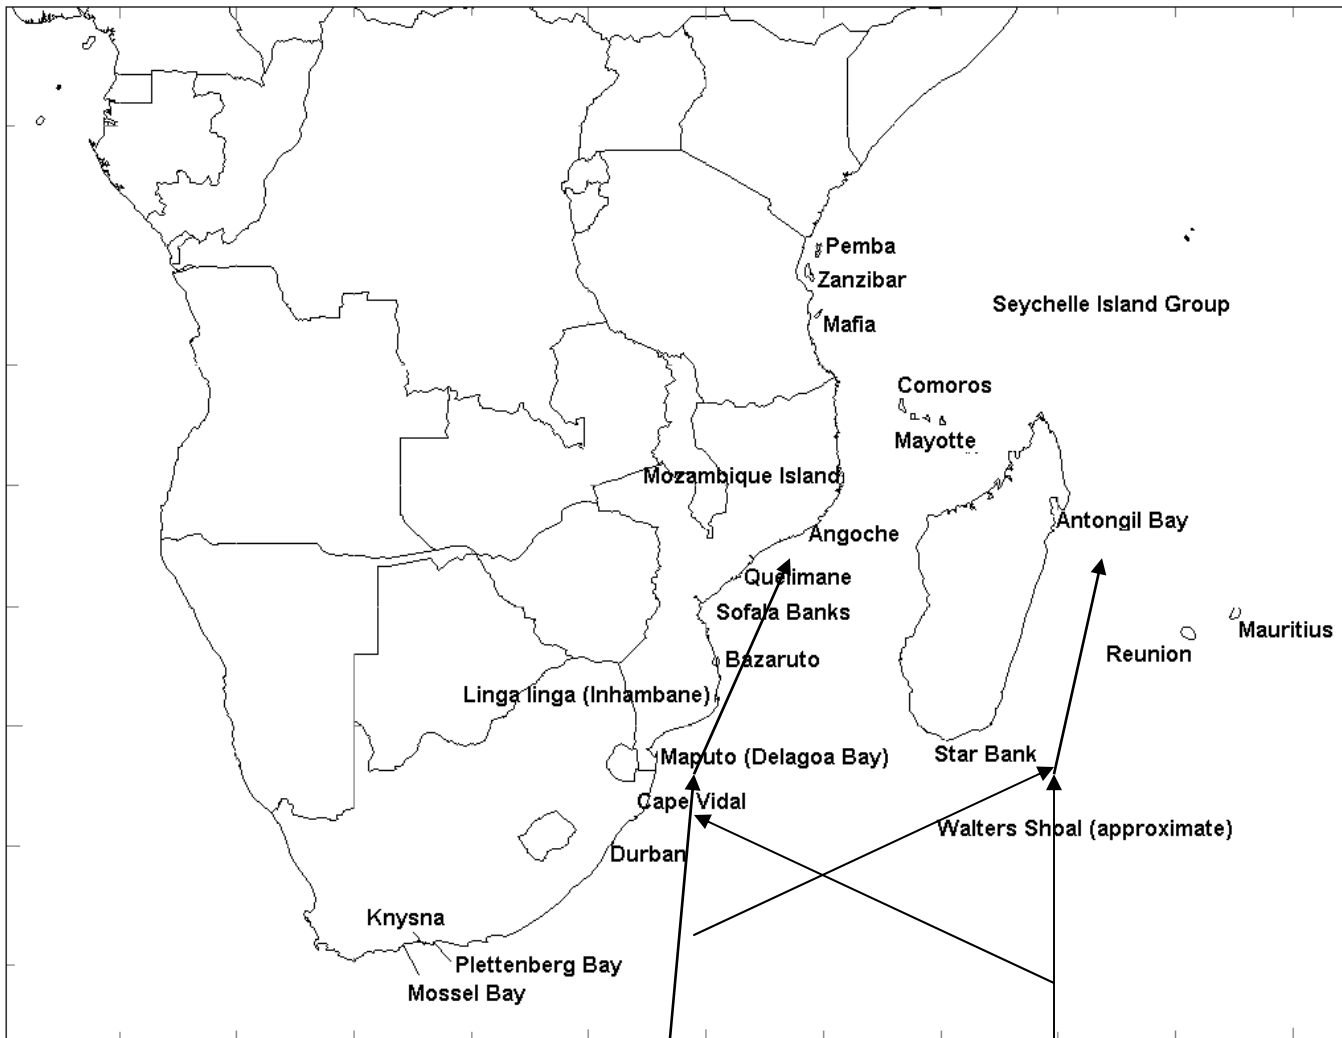 Pemba
Zanzibar
Seychelle Island Group
Mafia
Comoros
Mayotte
Mozambique Island
Antongil Bay
Angoche
Quelimane
Sofala Banks
Mauritius
Reunion
Bazaruto
Linga linga (Inhambane)
Star Bank
Maputo (Delagoa Bay)
Cape Vidal
Walters Shoal (approximate)
Durban
Knysna
Plettenberg Bay
Mossel Bay